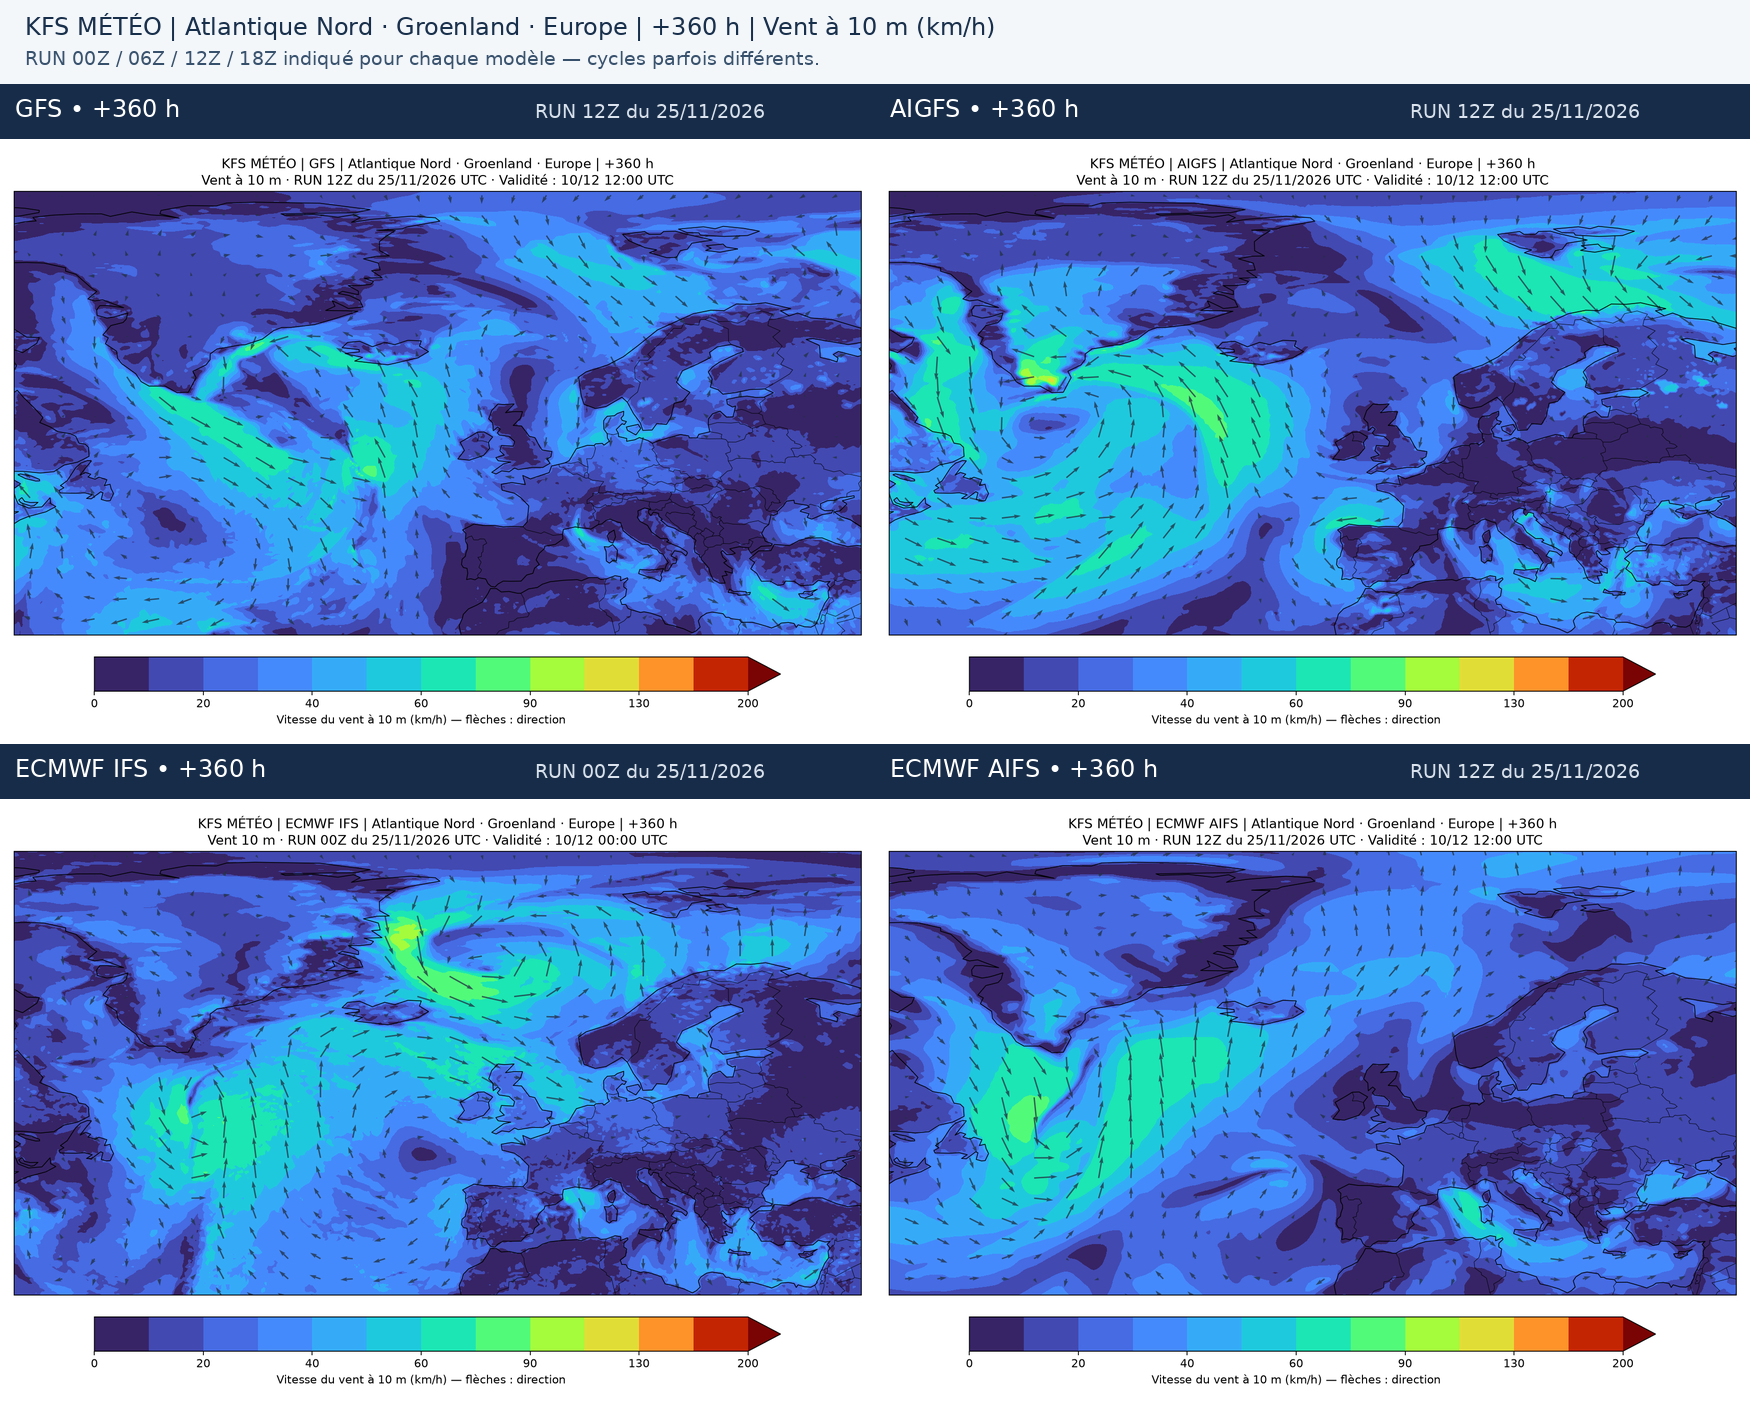 KFS MÉTÉO | Atlantique Nord · Groenland · Europe | +360 h | Vent à 10 m (km/h)
RUN 00Z / 06Z / 12Z / 18Z indiqué pour chaque modèle — cycles parfois différents.
GFS • +360 h
RUN 12Z du 25/11/2026
KFS MÉTÉO | GFS | Atlantique Nord · Groenland · Europe | +360 h
Vent à 10 m · RUN 12Z du 25/11/2026 UTC · Validité : 10/12 12:00 UTC
0 20 40 60 90 130 200
Vitesse du vent à 10 m (km/h) — flèches : direction
AIGFS • +360 h
RUN 12Z du 25/11/2026
KFS MÉTÉO | AIGFS | Atlantique Nord · Groenland · Europe | +360 h
Vent à 10 m · RUN 12Z du 25/11/2026 UTC · Validité : 10/12 12:00 UTC
0 20 40 60 90 130 200
Vitesse du vent à 10 m (km/h) — flèches : direction
ECMWF IFS • +360 h
RUN 00Z du 25/11/2026
KFS MÉTÉO | ECMWF IFS | Atlantique Nord · Groenland · Europe | +360 h
Vent 10 m · RUN 00Z du 25/11/2026 UTC · Validité : 10/12 00:00 UTC
0 20 40 60 90 130 200
Vitesse du vent à 10 m (km/h) — flèches : direction
ECMWF AIFS • +360 h
RUN 12Z du 25/11/2026
KFS MÉTÉO | ECMWF AIFS | Atlantique Nord · Groenland · Europe | +360 h
Vent 10 m · RUN 12Z du 25/11/2026 UTC · Validité : 10/12 12:00 UTC
0 20 40 60 90 130 200
Vitesse du vent à 10 m (km/h) — flèches : direction